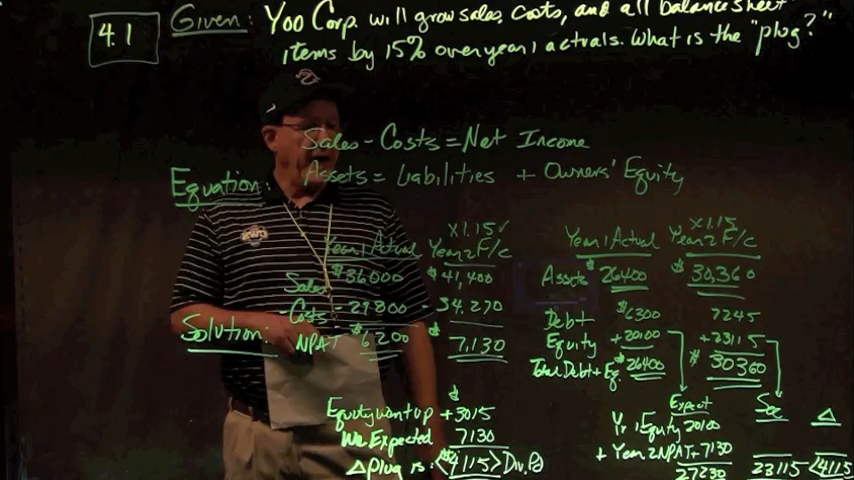 4.1
Given: Yoo Corp. will grow sales, costs, and all balance sheet
items by 15% over year 1 actuals. What is the "plug?"
Sales - Costs = Net Income
Equation: Assets = Liabilities + Owners' Equity
x1.15 ✓
Year 1 Actual Year 2 F/c
Sales $36000 $41,400
- Costs 29800 - 34,270
Solution: NPAT $6200 $7,130
x1.15
Year 1 Actual Year 2 F/c
Assets $26400 $30,360
Debt $6300 7245
Equity +20100 +23115
Total Debt + Eq. $26400 $30360
Equity went up $+3015
We Expected 7130
Δ plug is: <$4115> Div. Pd
Expect See Δ
Yr 1 Equity 20100
+ Year 2 NPAT +7130
27230 23115 <4115